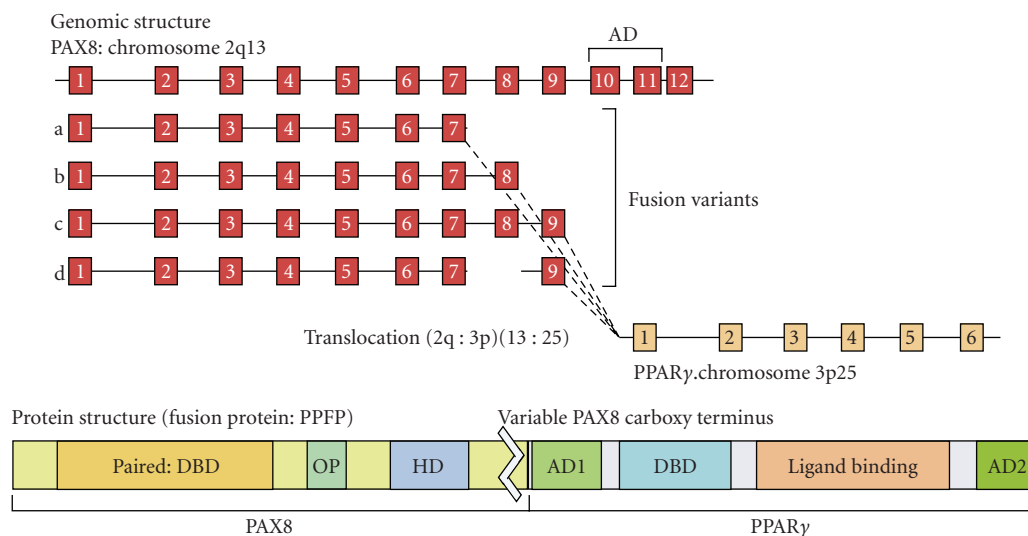 Genomic structure
PAX8: chromosome 2q13
AD
1 2 3 4 5 6 7 8 9 10 11 12
a 1 2 3 4 5 6 7
b 1 2 3 4 5 6 7 8
Fusion variants
c 1 2 3 4 5 6 7 8 9
d 1 2 3 4 5 6 7 9
Translocation (2q : 3p)(13 : 25)
1 2 3 4 5 6
PPARγ.chromosome 3p25
Protein structure (fusion protein: PPFP) Variable PAX8 carboxy terminus
Paired: DBD OP HD AD1 DBD Ligand binding AD2
PAX8 PPARγ